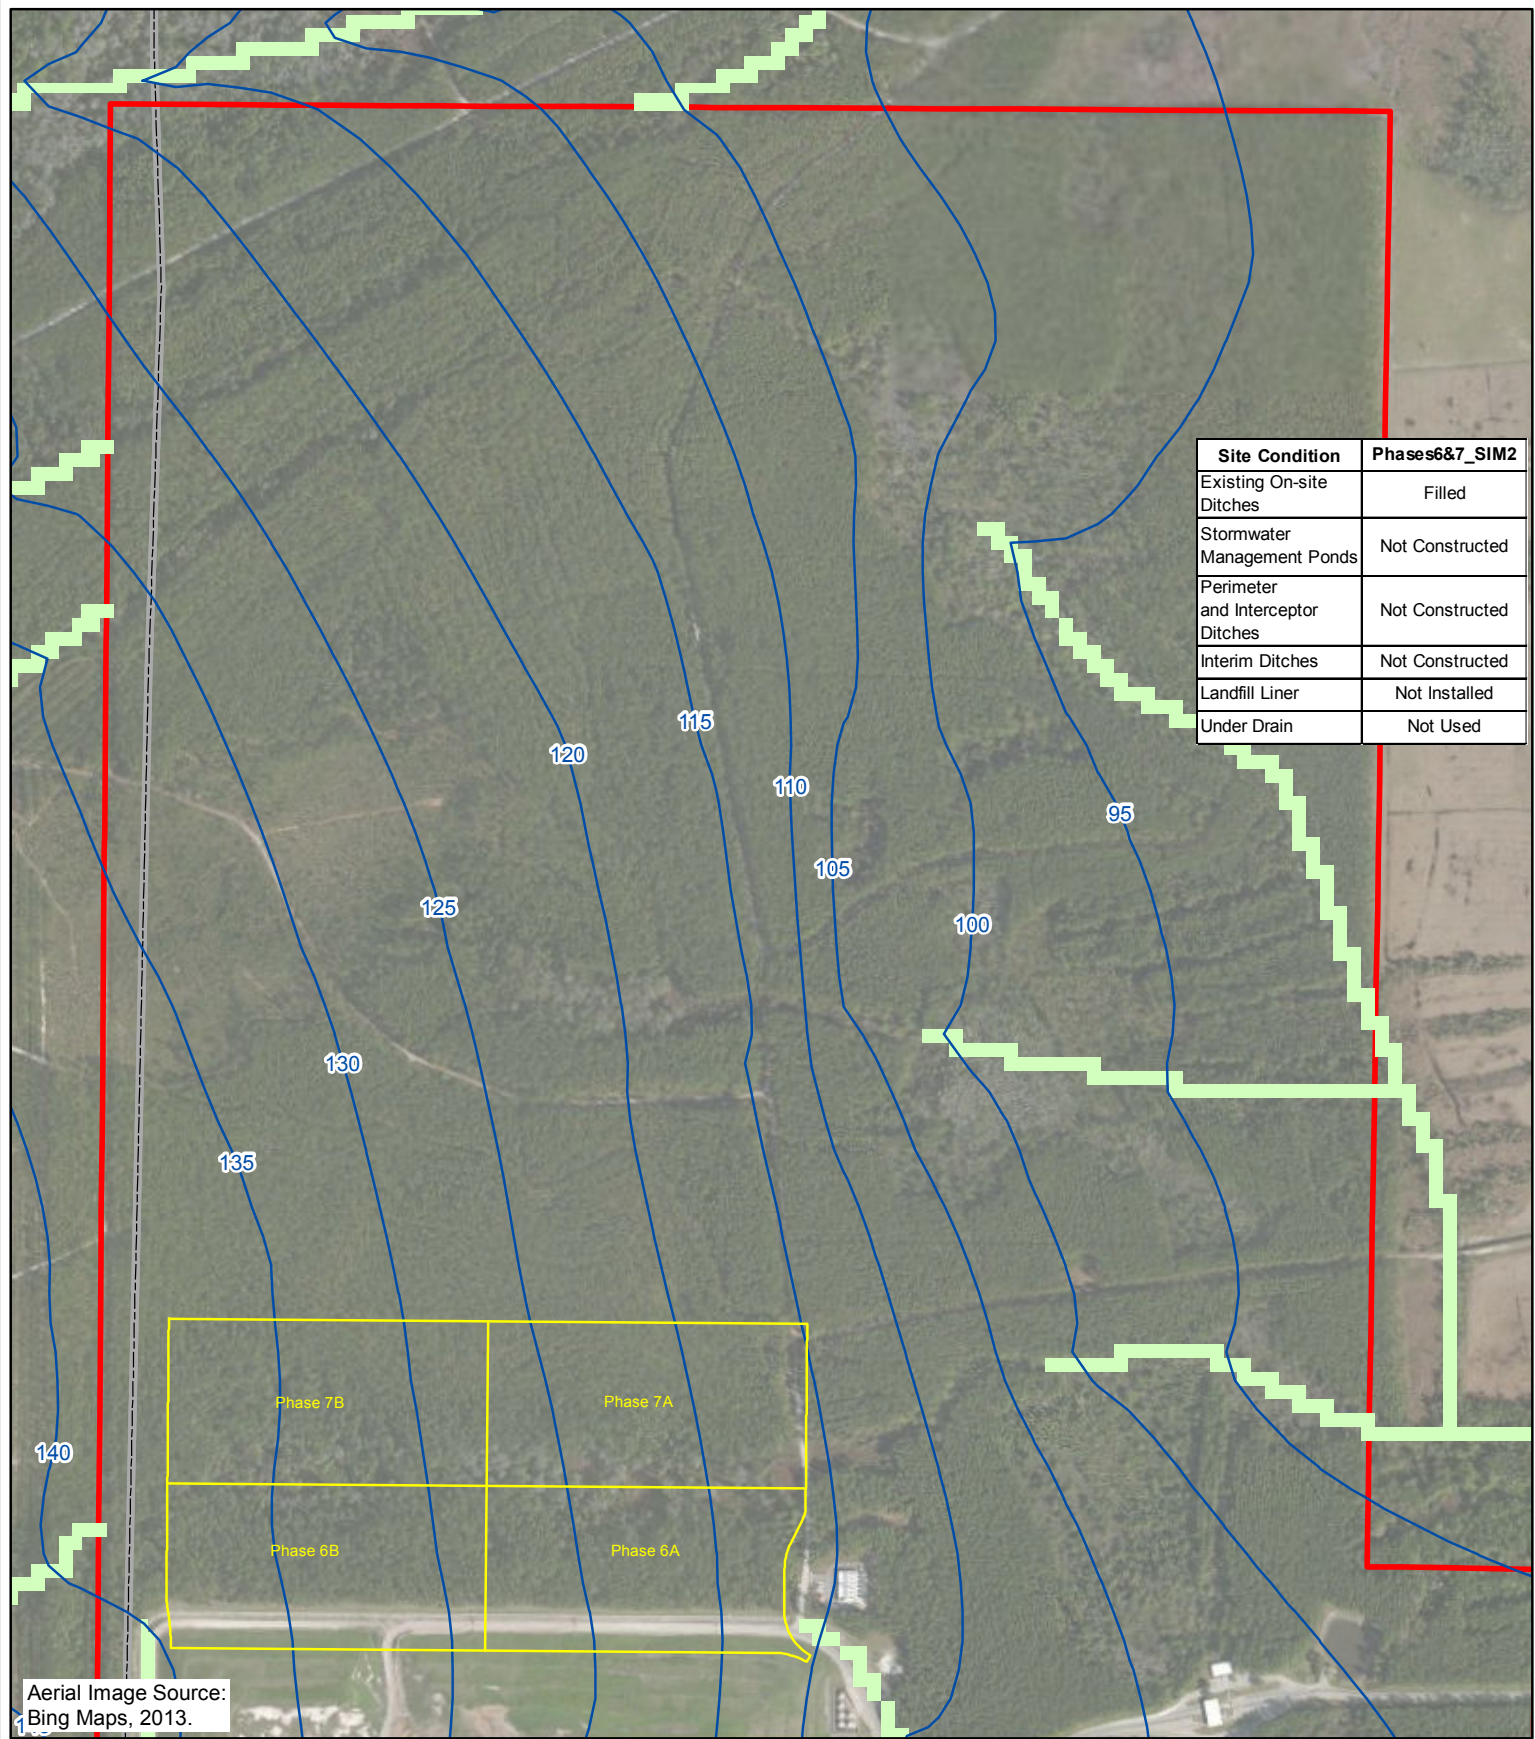 Site Condition Phases6&7_SIM2
Existing On-site
Ditches
Filled
Stormwater
Management Ponds
Not Constructed
Perimeter
and Interceptor
Ditches
Not Constructed
Interim Ditches Not Constructed
Landfill Liner Not Installed
Under Drain Not Used
115
120
110
95
105
125
100
130
135
Phase 7B
Phase 7A
140
Phase 6B
Phase 6A
Aerial Image Source:
Bing Maps, 2013.